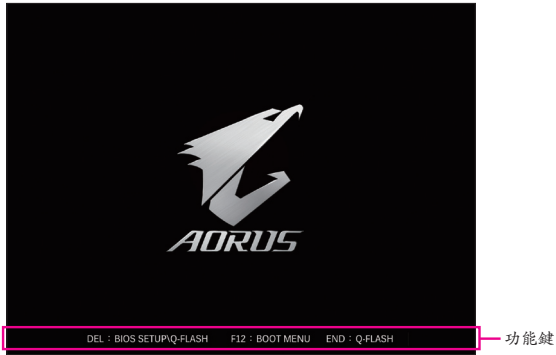 AORUS
DEL : BIOS SETUP\Q-FLASH F12 : BOOT MENU END : Q-FLASH
功能鍵